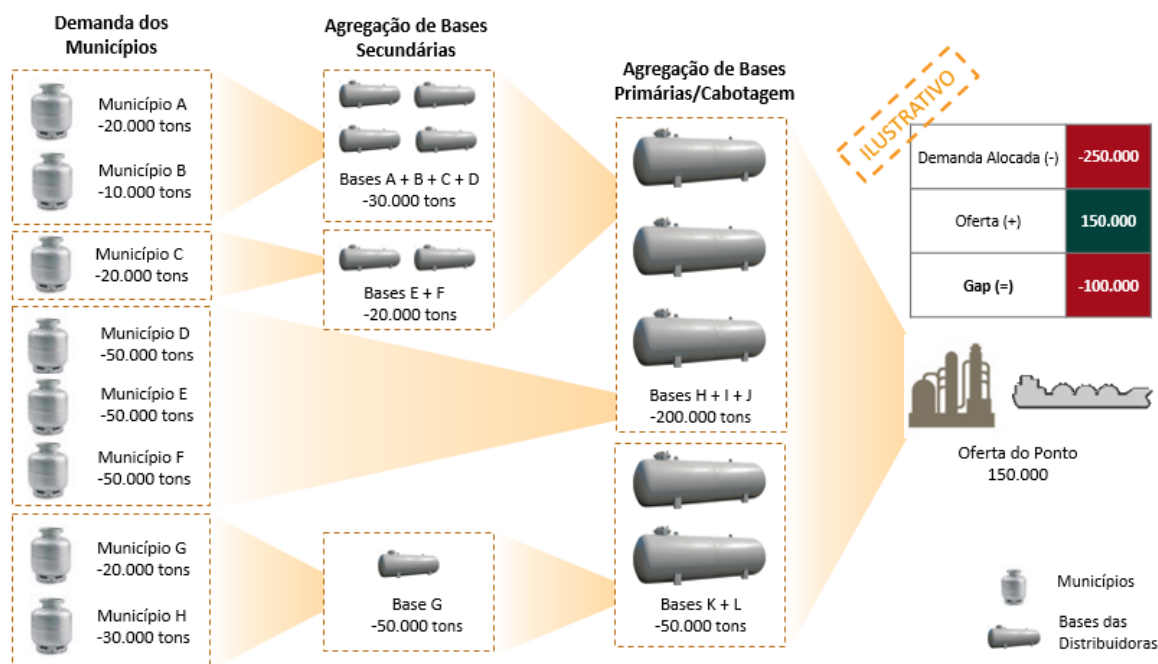 Demanda dos
Municípios
Município A
-20.000 tons
Município B
-10.000 tons
Município C
-20.000 tons
Município D
-50.000 tons
Município E
-50.000 tons
Município F
-50.000 tons
Município G
-20.000 tons
Município H
-30.000 tons
Agregação de Bases
Secundárias
Bases A + B + C + D
-30.000 tons
Bases E + F
-20.000 tons
Base G
-50.000 tons
Agregação de Bases
Primárias/Cabotagem
Bases H + I + J
-200.000 tons
Bases K + L
-50.000 tons
ILUSTRATIVO
Demanda Alocada (-) -250.000
Oferta (+) 150.000
Gap (=) -100.000
Oferta do Ponto
150.000
Municípios
Bases das
Distribuidoras